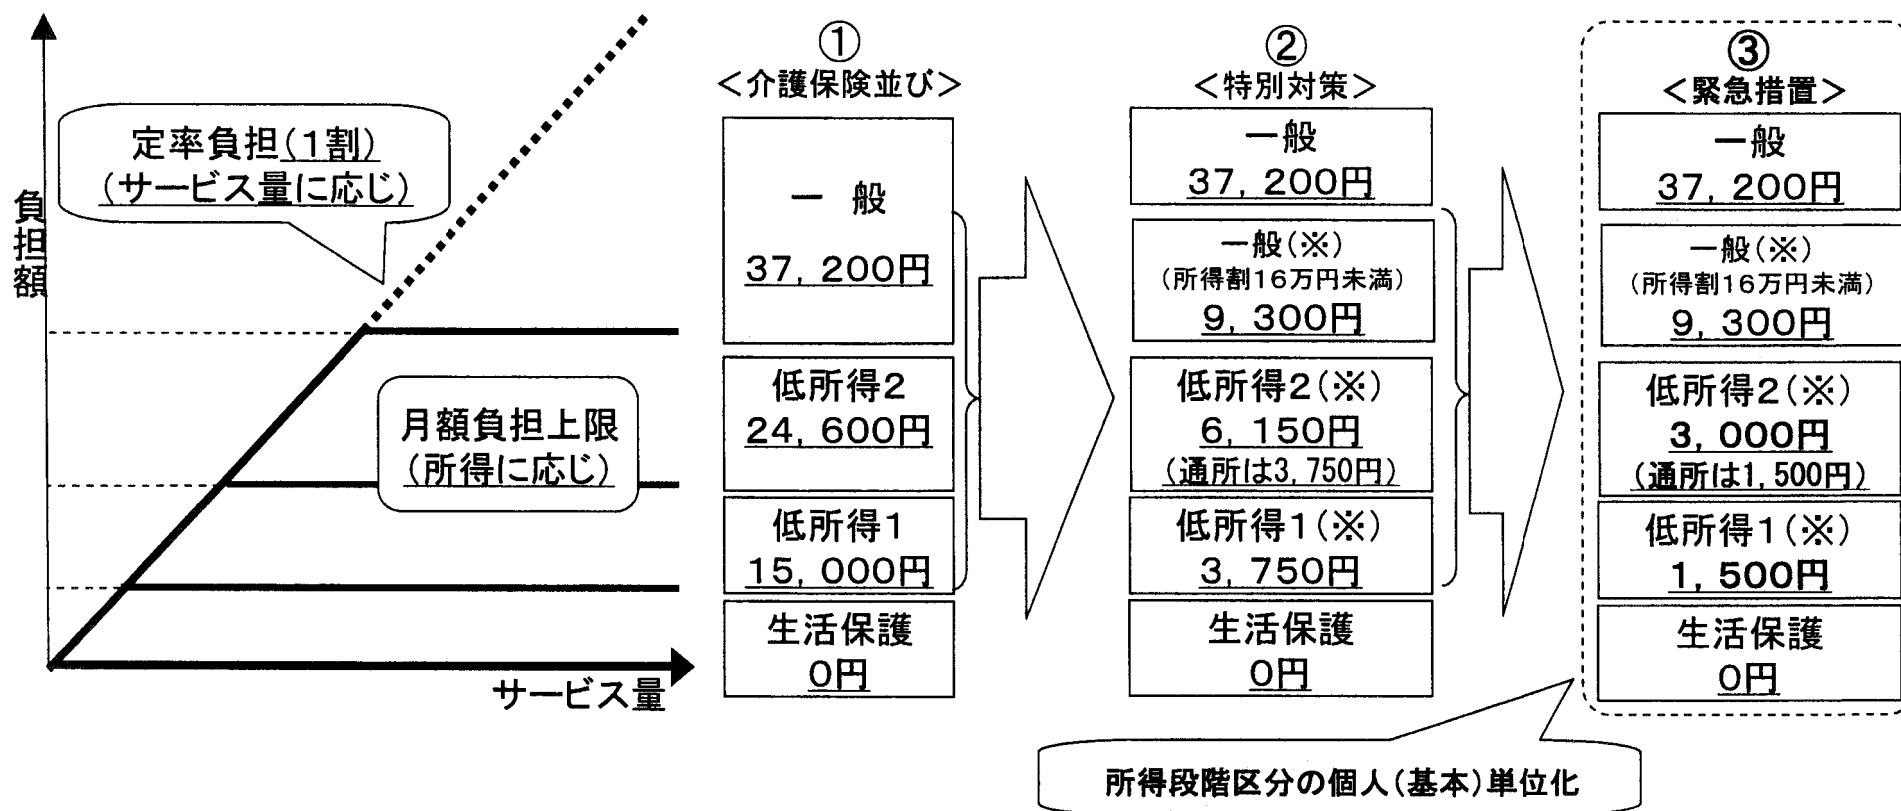 負担額
定率負担(1割)
(サービス量に応じ)
月額負担上限
(所得に応じ)
サービス量
①
<介護保険並び>
一 般
37,200円
低所得2
24,600円
低所得1
15,000円
生活保護
0円
②
<特別対策>
一般
37,200円
一般(※)
(所得割16万円未満)
9,300円
低所得2(※)
6,150円
(通所は3,750円)
低所得1(※)
3,750円
生活保護
0円
③
<緊急措置>
一般
37,200円
一般(※)
(所得割16万円未満)
9,300円
低所得2(※)
3,000円
(通所は1,500円)
低所得1(※)
1,500円
生活保護
0円
所得段階区分の個人(基本)単位化